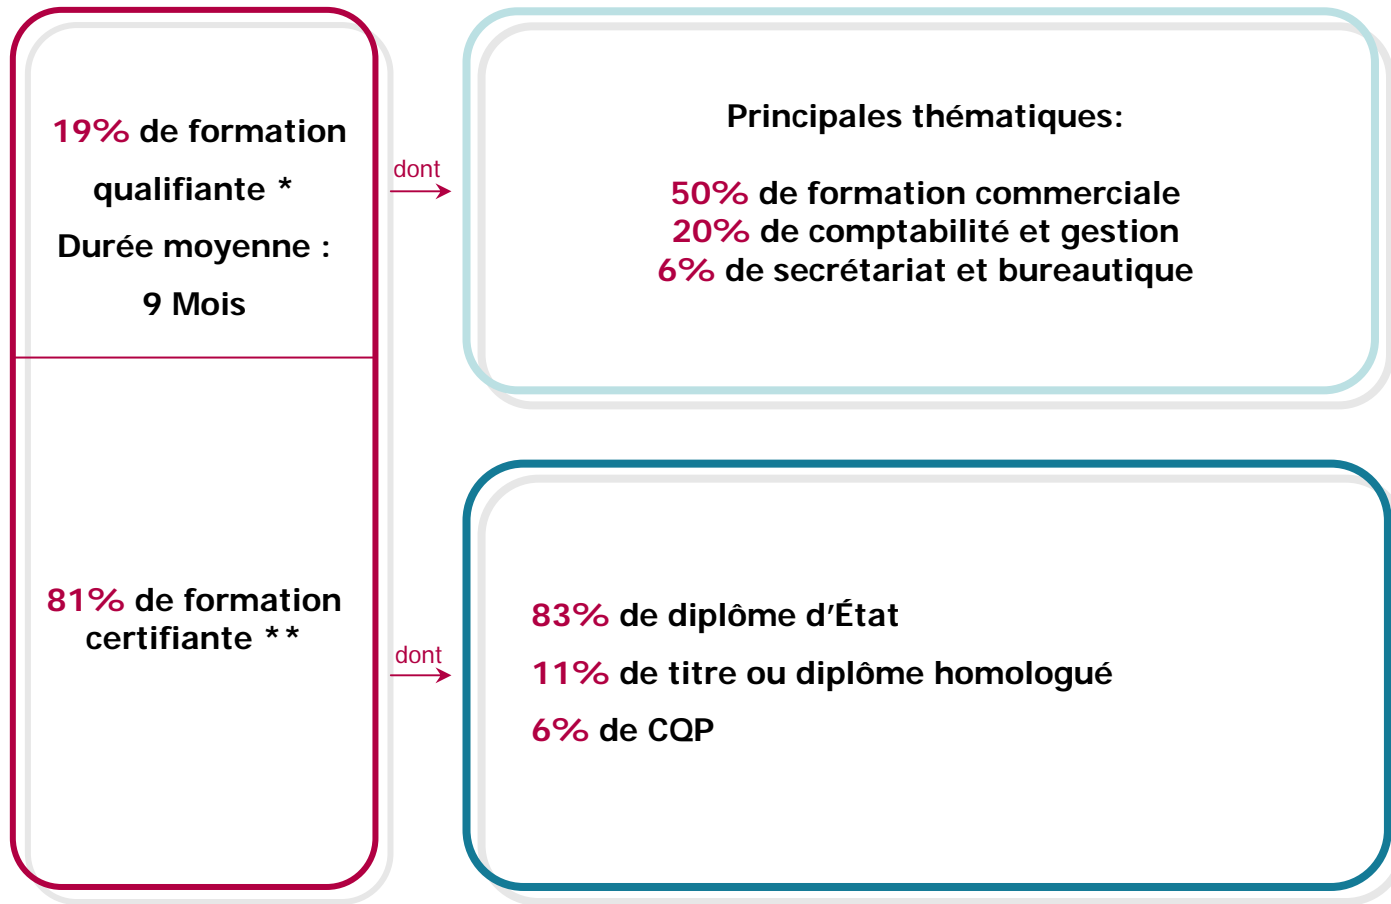 19% de formation
qualifiante *
Durée moyenne :
9 Mois
dont
Principales thématiques:
50% de formation commerciale
20% de comptabilité et gestion
6% de secrétariat et bureautique
81% de formation
certifiante **
dont
83% de diplôme d’État
11% de titre ou diplôme homologué
6% de CQP